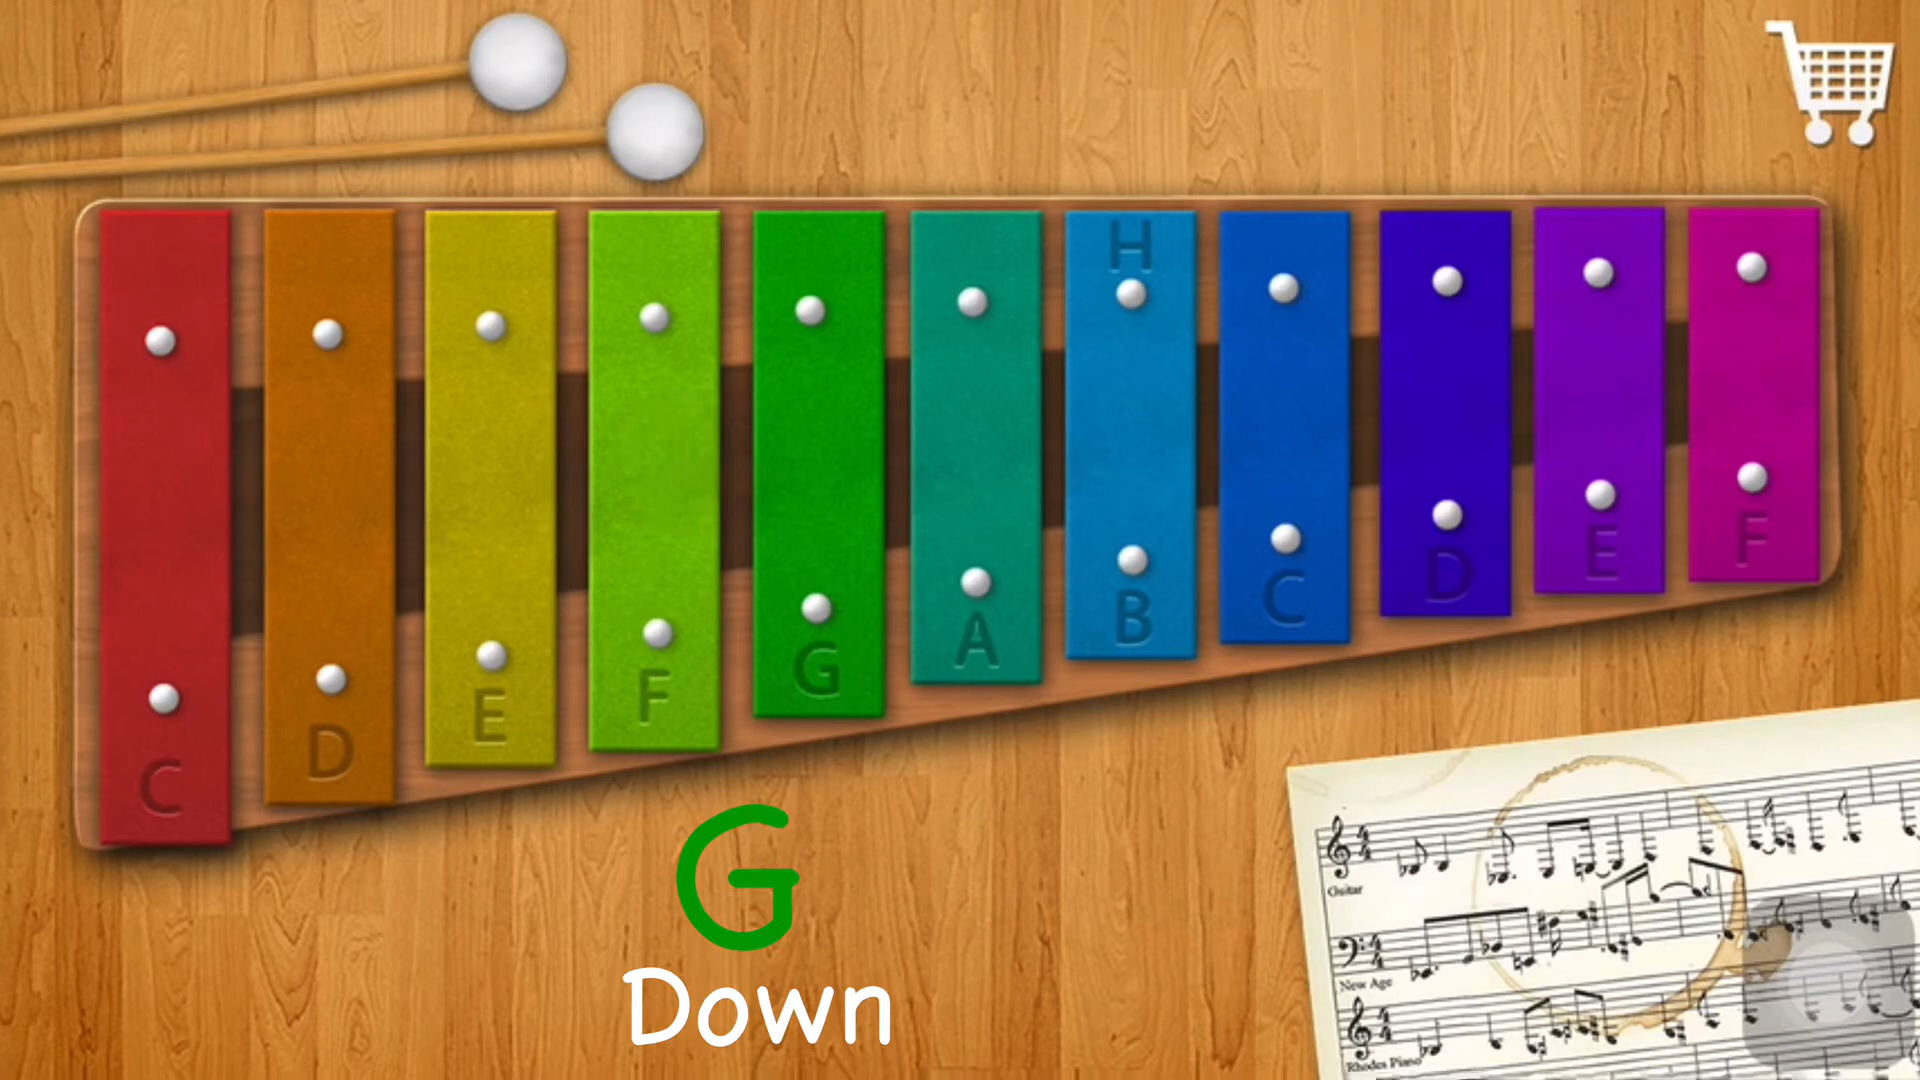 H
C D E F G A B C D E F
G
Down
Guitar
New Age
Rhodes Piano